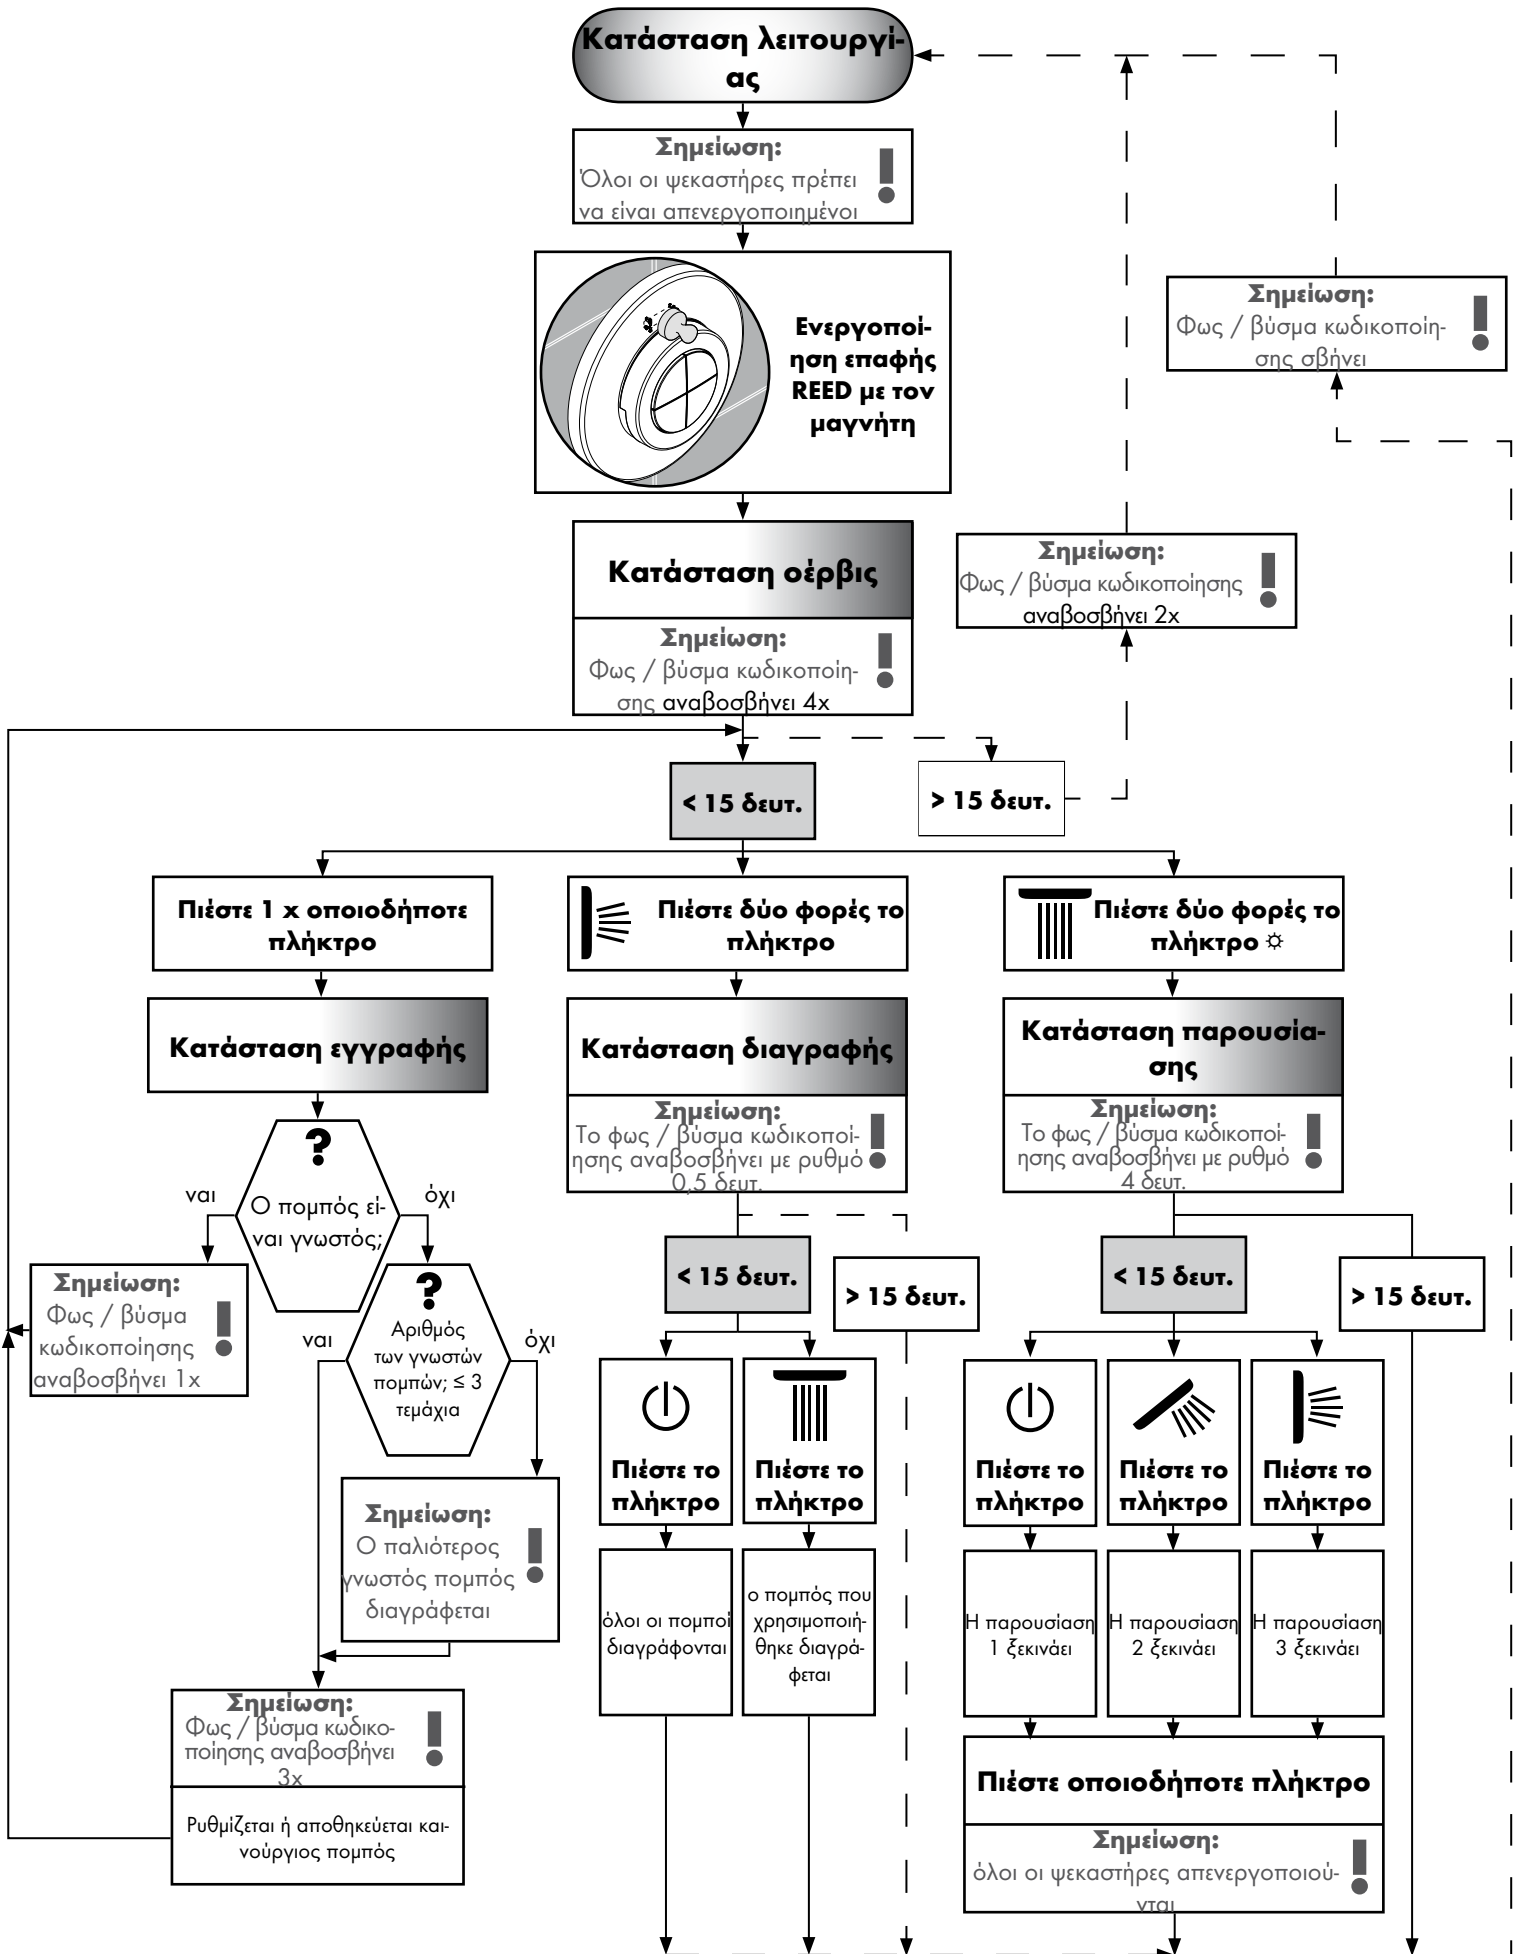 Κατάσταση λειτουργί-
ας
Σημείωση:
Όλοι οι ψεκαστήρες πρέπει
να είναι απενεργοποιημένοι
Ενεργοποί-
ηση επαφής
REED με τον
μαγνήτη
Σημείωση:
Φως / βύσμα κωδικοποίη-
σης σβήνει
Κατάσταση σέρβις
Σημείωση:
Φως / βύσμα κωδικοποίη-
σης αναβοσβήνει 4x
Σημείωση:
Φως / βύσμα κωδικοποίησης
αναβοσβήνει 2x
< 15 δευτ.
> 15 δευτ.
Πιέστε 1 x οποιοδήποτε
πλήκτρο
Πιέστε δύο φορές το
πλήκτρο
Πιέστε δύο φορές το
πλήκτρο ☼
Κατάσταση εγγραφής
Κατάσταση διαγραφής
Σημείωση:
Το φως / βύσμα κωδικοποί-
ησης αναβοσβήνει με ρυθμό
0,5 δευτ.
Κατάσταση παρουσία-
σης
Σημείωση:
Το φως / βύσμα κωδικοποί-
ησης αναβοσβήνει με ρυθμό
4 δευτ.
?
Ο πομπός εί-
ναι γνωστός;
ναι
όχι
Σημείωση:
Φως / βύσμα
κωδικοποίησης
αναβοσβήνει 1x
?
Αριθμός
των γνωστών
πομπών; ≤ 3
τεμάχια
ναι
όχι
Σημείωση:
Ο παλιότερος
γνωστός πομπός
διαγράφεται
Σημείωση:
Φως / βύσμα κωδικο-
ποίησης αναβοσβήνει
3x
Ρυθμίζεται ή αποθηκεύεται και-
νούργιος πομπός
< 15 δευτ.
> 15 δευτ.
Πιέστε το
πλήκτρο
Πιέστε το
πλήκτρο
όλοι οι πομποί
διαγράφονται
ο πομπός που
χρησιμοποιή-
θηκε διαγρά-
φεται
< 15 δευτ.
> 15 δευτ.
Πιέστε το
πλήκτρο
Πιέστε το
πλήκτρο
Πιέστε το
πλήκτρο
Η παρουσίαση
1 ξεκινάει
Η παρουσίαση
2 ξεκινάει
Η παρουσίαση
3 ξεκινάει
Πιέστε οποιοδήποτε πλήκτρο
Σημείωση:
όλοι οι ψεκαστήρες απενεργοποιού-
νται